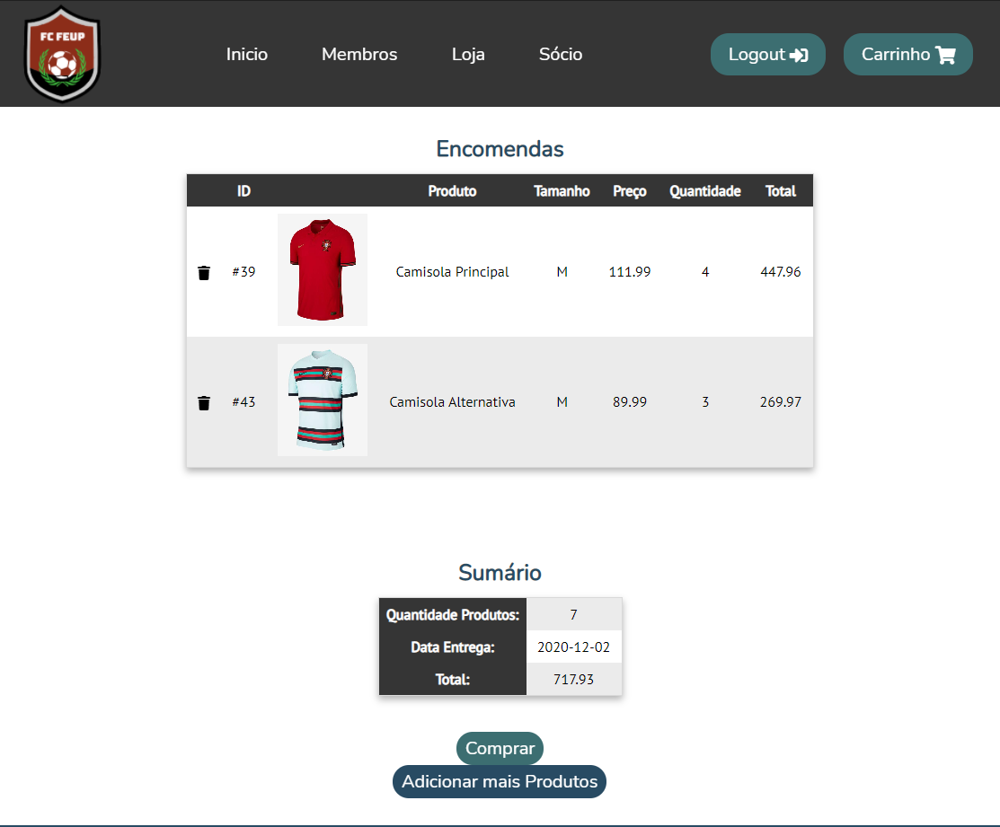 FC FEUP
Inicio Membros Loja Sócio Logout Carrinho
Encomendas
ID Produto Tamanho Preço Quantidade Total
#39 Camisola Principal M 111.99 4 447.96
#43 Camisola Alternativa M 89.99 3 269.97
Sumário
Quantidade Produtos: 7
Data Entrega: 2020-12-02
Total: 717.93
Comprar
Adicionar mais Produtos